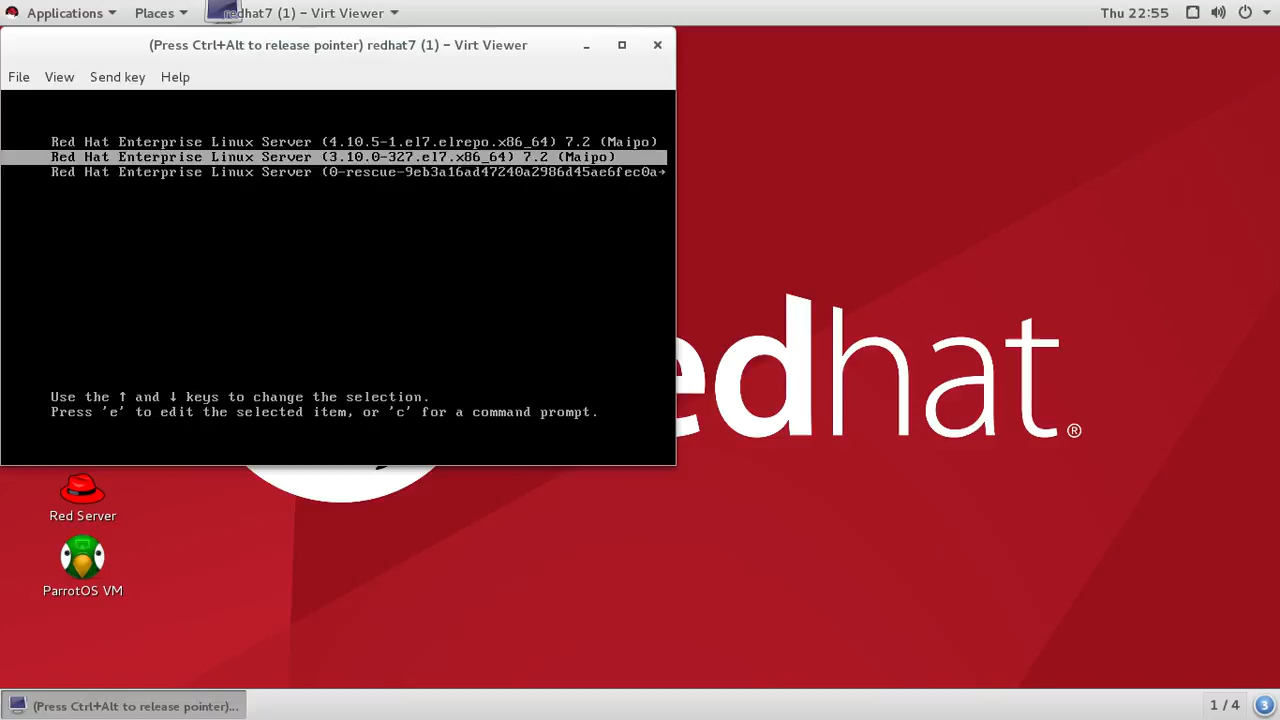 Applications
Places
redhat7 (1) – Virt Viewer
Thu 22:55
(Press Ctrl+Alt to release pointer) redhat7 (1) – Virt Viewer
File View Send key Help
Red Hat Enterprise Linux Server (4.10.5-1.el7.elrepo.x86_64) 7.2 (Maipo)
Red Hat Enterprise Linux Server (3.10.0-327.el7.x86_64) 7.2 (Maipo)
Red Hat Enterprise Linux Server (0-rescue-9eb3a16ad47240a2986d45ae6fec0a→
Use the ↑ and ↓ keys to change the selection.
Press 'e' to edit the selected item, or 'c' for a command prompt.
edhat®
Red Server
ParrotOS VM
(Press Ctrl+Alt to release pointer)...
1 / 4
3